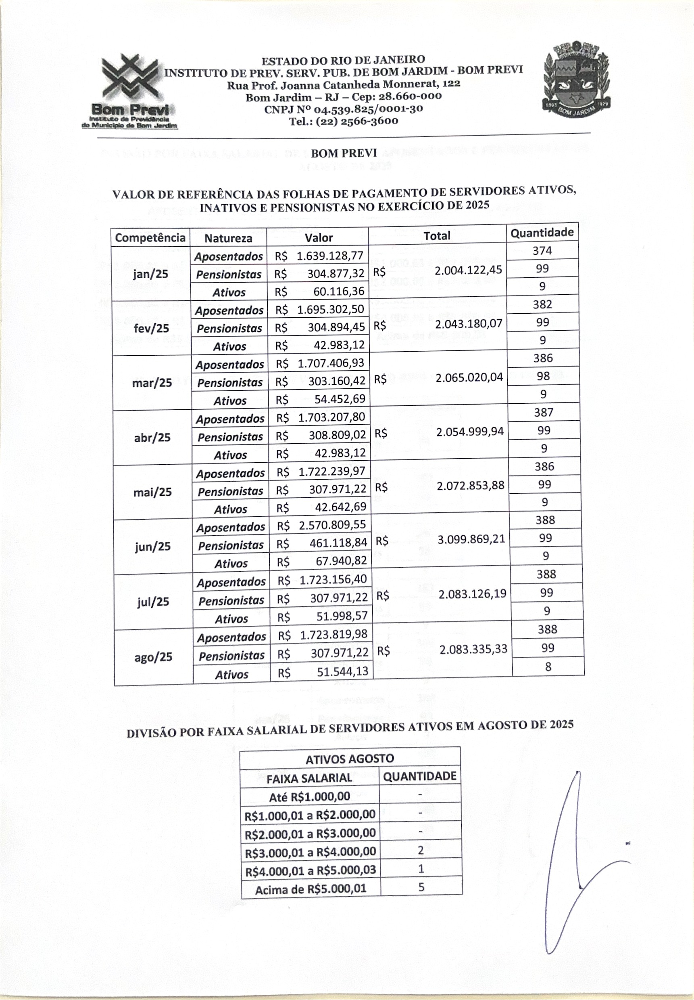 ESTADO DO RIO DE JANEIRO
INSTITUTO DE PREV. SERV. PUB. DE BOM JARDIM - BOM PREVI
Rua Prof. Joanna Catanheda Monnerat, 122
Bom Jardim – RJ – Cep: 28.660-000
CNPJ Nº 04.539.825/0001-30
Tel.: (22) 2566-3600
Bom Previ
Instituto de Previdência
do Município de Bom Jardim
1893 BOM JARDIM 1929
BOM PREVI
VALOR DE REFERÊNCIA DAS FOLHAS DE PAGAMENTO DE SERVIDORES ATIVOS,
INATIVOS E PENSIONISTAS NO EXERCÍCIO DE 2025
Competência Natureza Valor Total Quantidade
Aposentados R$ 1.639.128,77 374
jan/25 Pensionistas R$ 304.877,32 R$ 2.004.122,45 99
Ativos R$ 60.116,36 9
Aposentados R$ 1.695.302,50 382
fev/25 Pensionistas R$ 304.894,45 R$ 2.043.180,07 99
Ativos R$ 42.983,12 9
Aposentados R$ 1.707.406,93 386
mar/25 Pensionistas R$ 303.160,42 R$ 2.065.020,04 98
Ativos R$ 54.452,69 9
Aposentados R$ 1.703.207,80 387
abr/25 Pensionistas R$ 308.809,02 R$ 2.054.999,94 99
Ativos R$ 42.983,12 9
Aposentados R$ 1.722.239,97 386
mai/25 Pensionistas R$ 307.971,22 R$ 2.072.853,88 99
Ativos R$ 42.642,69 9
Aposentados R$ 2.570.809,55 388
jun/25 Pensionistas R$ 461.118,84 R$ 3.099.869,21 99
Ativos R$ 67.940,82 9
Aposentados R$ 1.723.156,40 388
jul/25 Pensionistas R$ 307.971,22 R$ 2.083.126,19 99
Ativos R$ 51.998,57 9
Aposentados R$ 1.723.819,98 388
ago/25 Pensionistas R$ 307.971,22 R$ 2.083.335,33 99
Ativos R$ 51.544,13 8
DIVISÃO POR FAIXA SALARIAL DE SERVIDORES ATIVOS EM AGOSTO DE 2025
ATIVOS AGOSTO
FAIXA SALARIAL QUANTIDADE
Até R$1.000,00 -
R$1.000,01 a R$2.000,00 -
R$2.000,01 a R$3.000,00 -
R$3.000,01 a R$4.000,00 2
R$4.000,01 a R$5.000,03 1
Acima de R$5.000,01 5